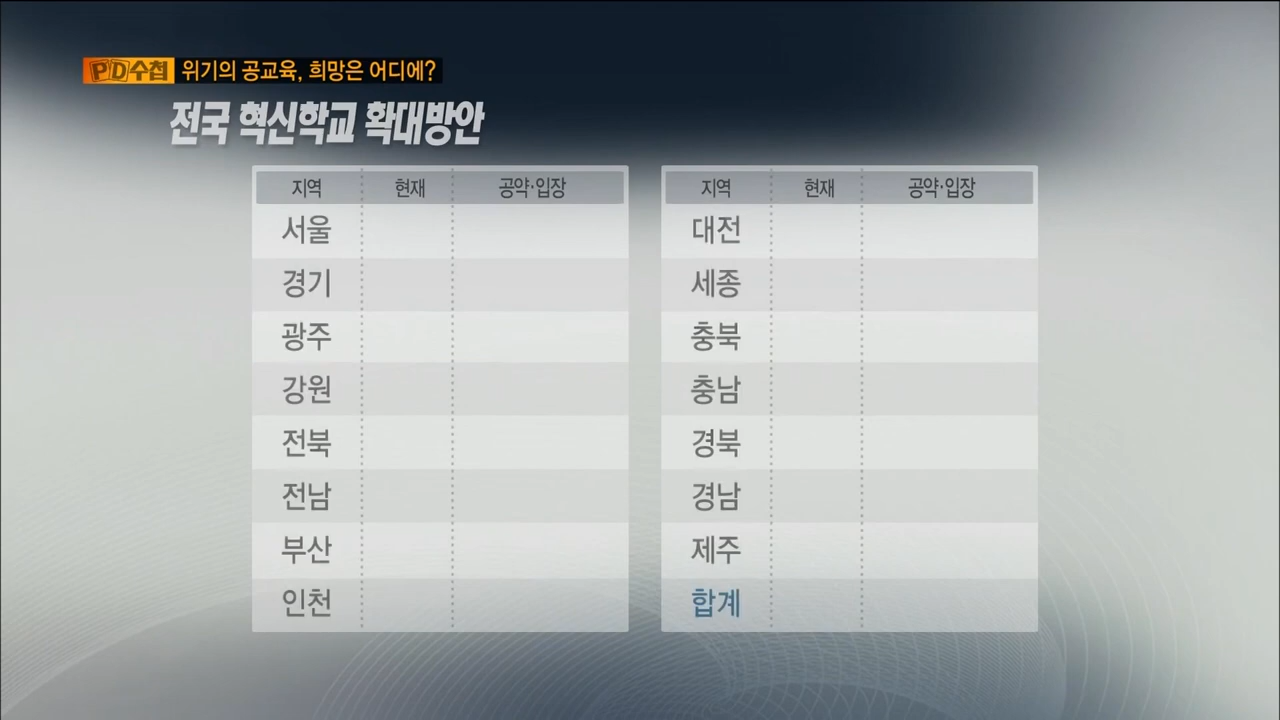 PD수첩 위기의 공교육, 희망은 어디에?
전국 혁신학교 확대방안
지역 현재 공약·입장
서울
경기
광주
강원
전북
전남
부산
인천
지역 현재 공약·입장
대전
세종
충북
충남
경북
경남
제주
합계